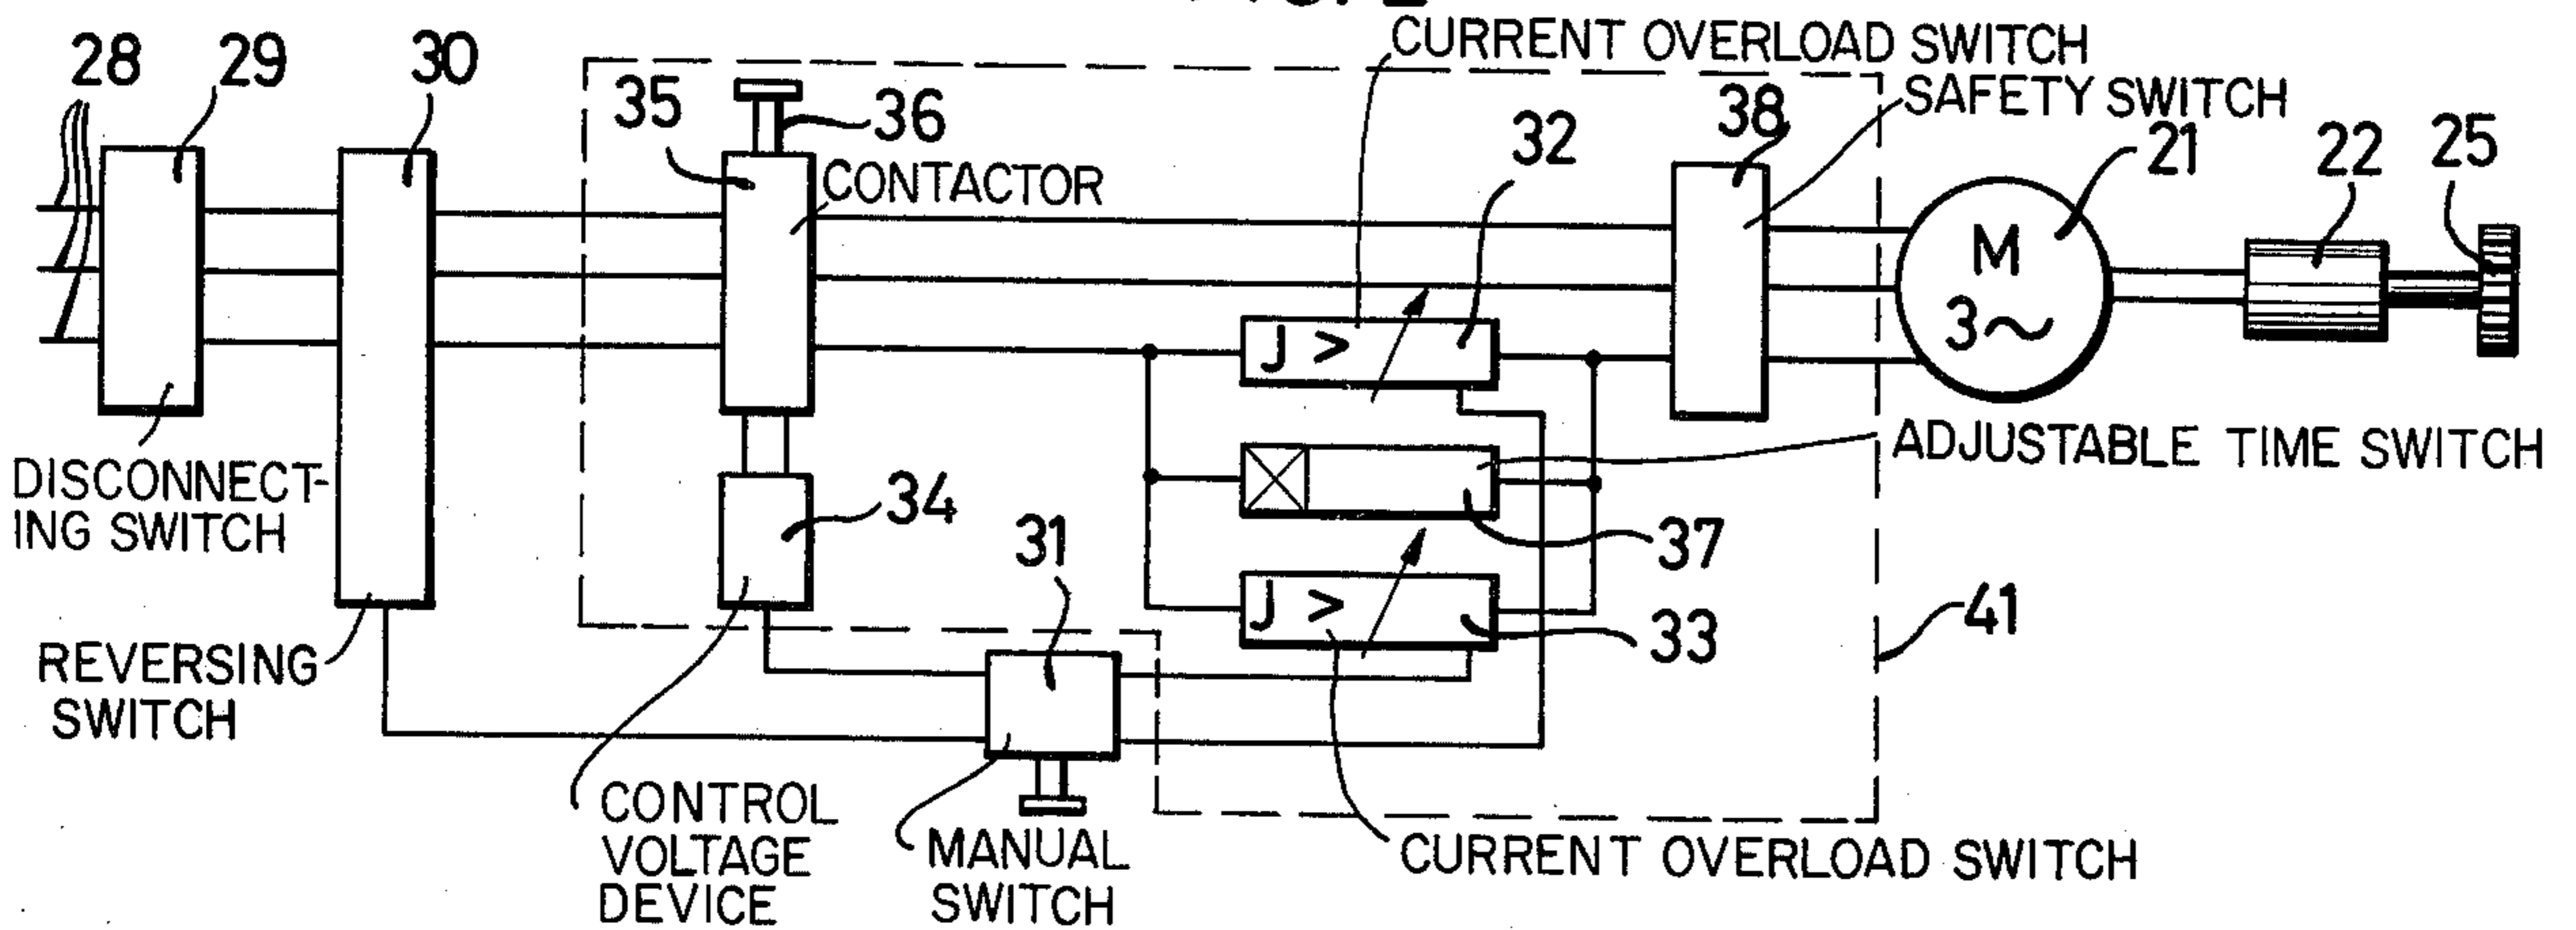 CURRENT OVERLOAD SWITCH
28 29 30 35 36 32 38 SAFETY SWITCH
21 22 25
CONTACTOR
M
3~
J >
ADJUSTABLE TIME SWITCH
DISCONNECT-
ING SWITCH
34
31
37
J >
33
41
REVERSING
SWITCH
CONTROL
VOLTAGE
DEVICE
MANUAL
SWITCH
CURRENT OVERLOAD SWITCH